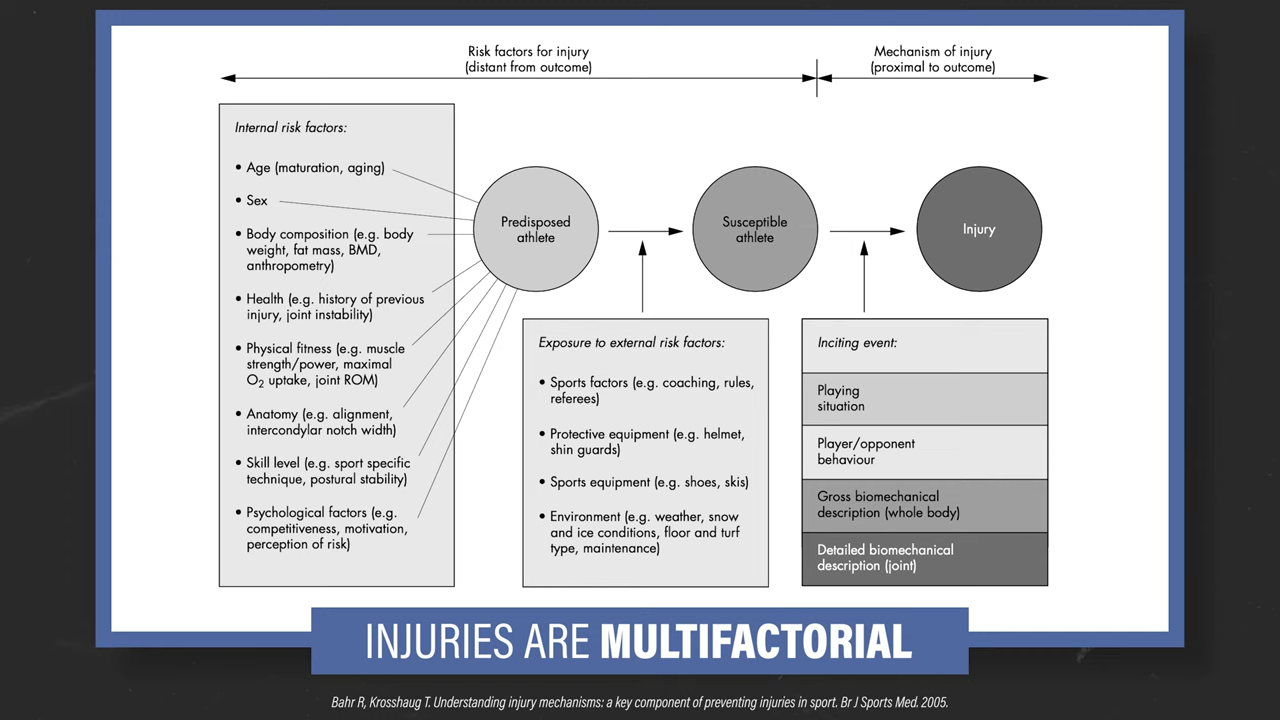 Risk factors for injury
(distant from outcome)
Mechanism of injury
(proximal to outcome)
Internal risk factors:
• Age (maturation, aging)
• Sex
• Body composition (e.g. body
weight, fat mass, BMD,
anthropometry)
• Health (e.g. history of previous
injury, joint instability)
• Physical fitness (e.g. muscle
strength/power, maximal
O2 uptake, joint ROM)
• Anatomy (e.g. alignment,
intercondylar notch width)
• Skill level (e.g. sport specific
technique, postural stability)
• Psychological factors (e.g.
competitiveness, motivation,
perception of risk)
Predisposed
athlete
Susceptible
athlete
Injury
Exposure to external risk factors:
• Sports factors (e.g. coaching, rules,
referees)
• Protective equipment (e.g. helmet,
shin guards)
• Sports equipment (e.g. shoes, skis)
• Environment (e.g. weather, snow
and ice conditions, floor and turf
type, maintenance)
Inciting event:
Playing
situation
Player/opponent
behaviour
Gross biomechanical
description (whole body)
Detailed biomechanical
description (joint)
INJURIES ARE MULTIFACTORIAL
Bahr R, Krosshaug T. Understanding injury mechanisms: a key component of preventing injuries in sport. Br J Sports Med. 2005.